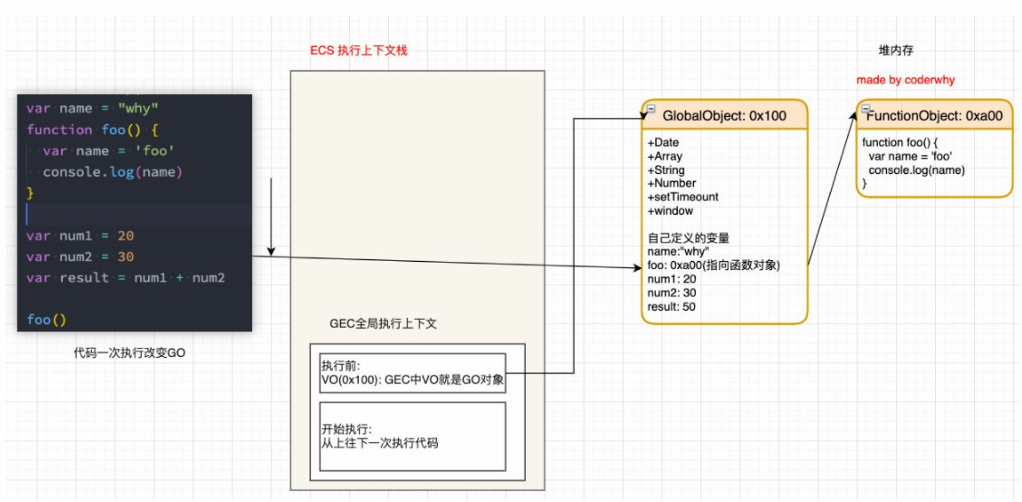 ECS 执行上下文栈
堆内存
made by coderwhy
var name = "why"
function foo() {
var name = 'foo'
console.log(name)
}
var num1 = 20
var num2 = 30
var result = num1 + num2
foo()
代码一次执行改变GO
GEC全局执行上下文
执行前:
VO(0x100): GEC中VO就是GO对象
开始执行:
从上往下一次执行代码
GlobalObject: 0x100
+Date
+Array
+String
+Number
+setTimeount
+window
自己定义的变量
name:"why"
foo: 0xa00(指向函数对象)
num1: 20
num2: 30
result: 50
FunctionObject: 0xa00
function foo() {
var name = 'foo'
console.log(name)
}